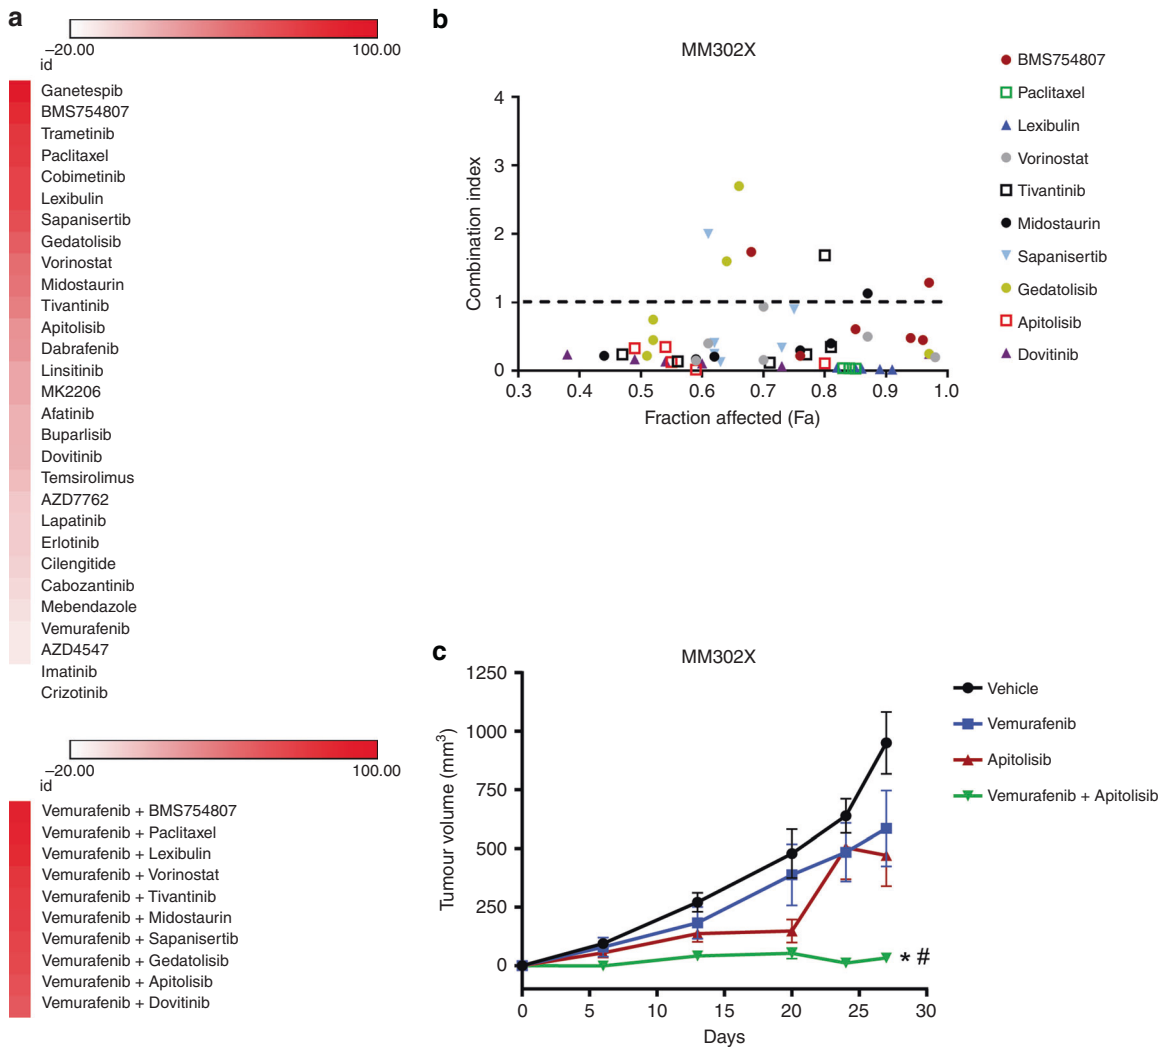 a
−20.00 100.00
id
Ganetespib
BMS754807
Trametinib
Paclitaxel
Cobimetinib
Lexibulin
Sapanisertib
Gedatolisib
Vorinostat
Midostaurin
Tivantinib
Apitolisib
Dabrafenib
Linsitinib
MK2206
Afatinib
Buparlisib
Dovitinib
Temsirolimus
AZD7762
Lapatinib
Erlotinib
Cilengitide
Cabozantinib
Mebendazole
Vemurafenib
AZD4547
Imatinib
Crizotinib
−20.00 100.00
id
Vemurafenib + BMS754807
Vemurafenib + Paclitaxel
Vemurafenib + Lexibulin
Vemurafenib + Vorinostat
Vemurafenib + Tivantinib
Vemurafenib + Midostaurin
Vemurafenib + Sapanisertib
Vemurafenib + Gedatolisib
Vemurafenib + Apitolisib
Vemurafenib + Dovitinib
b
MM302X
Combination index
4
3
2
1
0
0.3 0.4 0.5 0.6 0.7 0.8 0.9 1.0
Fraction affected (Fa)
BMS754807
Paclitaxel
Lexibulin
Vorinostat
Tivantinib
Midostaurin
Sapanisertib
Gedatolisib
Apitolisib
Dovitinib
c
MM302X
Tumour volume (mm³)
1250
1000
750
500
250
0
0 5 10 15 20 25 30
Days
* #
Vehicle
Vemurafenib
Apitolisib
Vemurafenib + Apitolisib